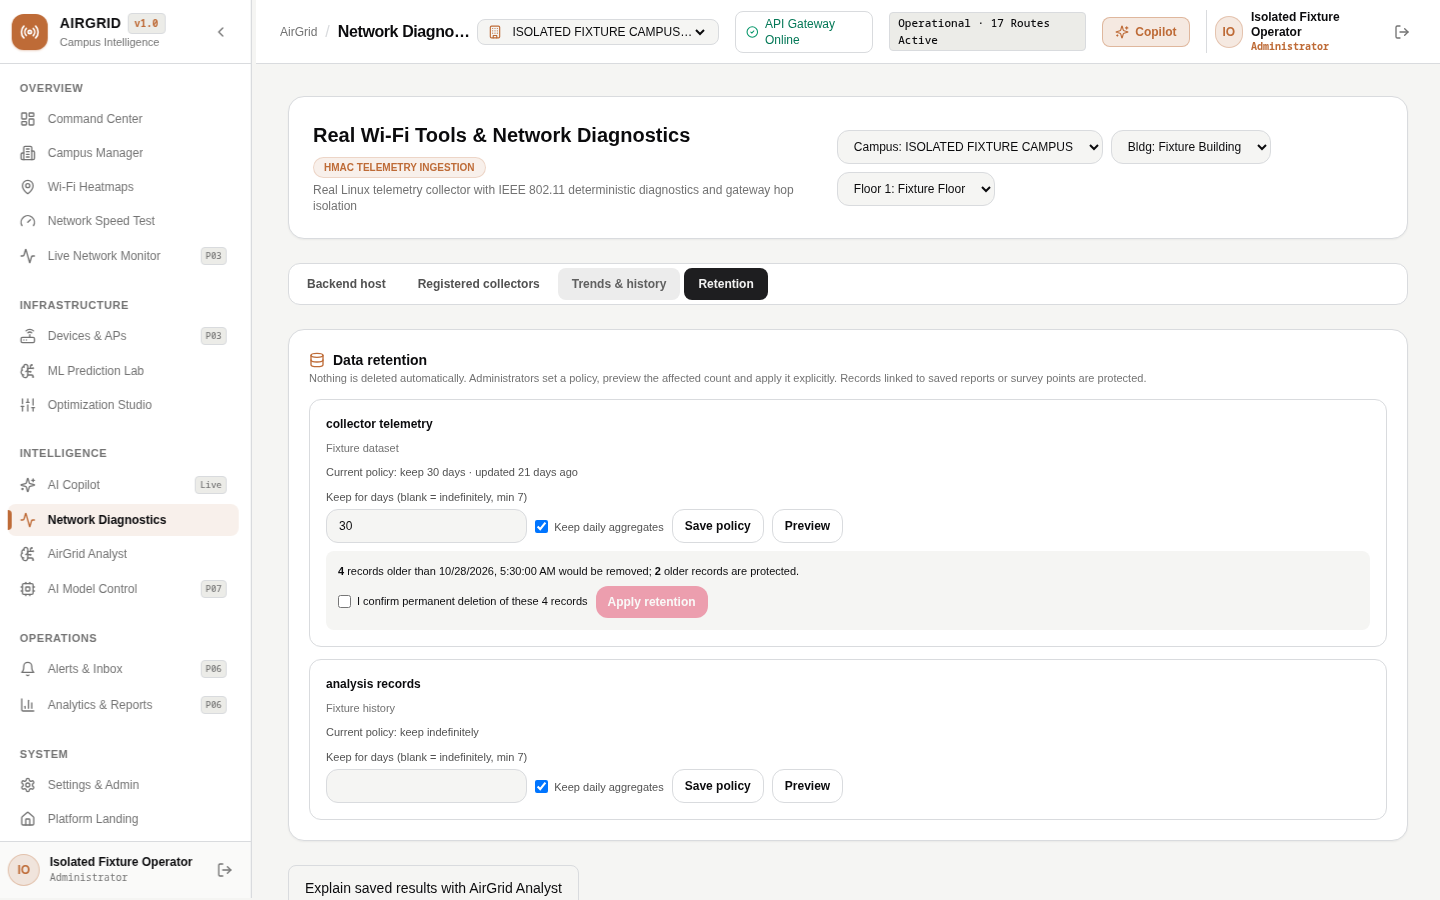 AIRGRID v1.0
Campus Intelligence
OVERVIEW
Command Center
Campus Manager
Wi-Fi Heatmaps
Network Speed Test
Live Network Monitor P03
INFRASTRUCTURE
Devices & APs P03
ML Prediction Lab
Optimization Studio
INTELLIGENCE
AI Copilot Live
Network Diagnostics
AirGrid Analyst
AI Model Control P07
OPERATIONS
Alerts & Inbox P06
Analytics & Reports P06
SYSTEM
Settings & Admin
Platform Landing
IO Isolated Fixture Operator
Administrator
AirGrid / Network Diagno...
ISOLATED FIXTURE CAMPUS...
API Gateway
Online
Operational · 17 Routes
Active
Copilot
IO
Isolated Fixture
Operator
Administrator
Real Wi-Fi Tools & Network Diagnostics
HMAC TELEMETRY INGESTION
Real Linux telemetry collector with IEEE 802.11 deterministic diagnostics and gateway hop
isolation
Campus: ISOLATED FIXTURE CAMPUS
Bldg: Fixture Building
Floor 1: Fixture Floor
Backend host Registered collectors Trends & history Retention
Data retention
Nothing is deleted automatically. Administrators set a policy, preview the affected count and apply it explicitly. Records linked to saved reports or survey points are protected.
collector telemetry
Fixture dataset
Current policy: keep 30 days · updated 21 days ago
Keep for days (blank = indefinitely, min 7)
30 Keep daily aggregates Save policy Preview
4 records older than 10/28/2026, 5:30:00 AM would be removed; 2 older records are protected.
I confirm permanent deletion of these 4 records Apply retention
analysis records
Fixture history
Current policy: keep indefinitely
Keep for days (blank = indefinitely, min 7)
Keep daily aggregates Save policy Preview
Explain saved results with AirGrid Analyst